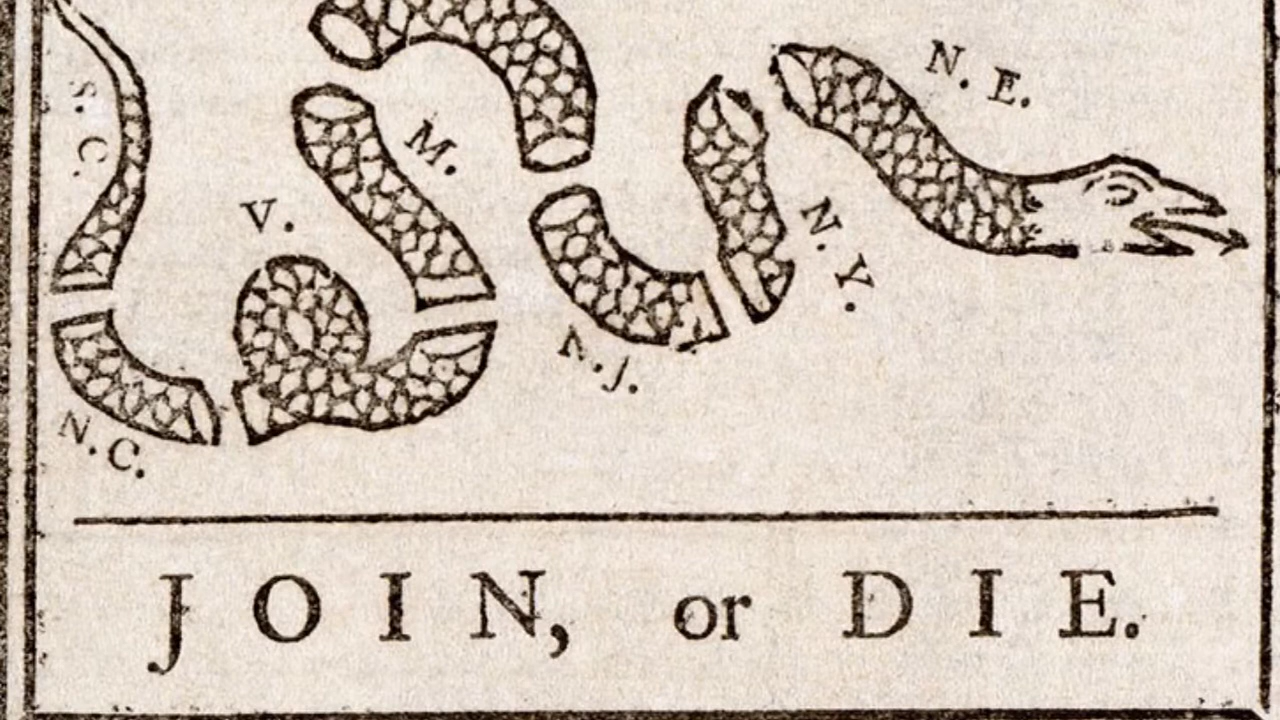 S. C.
N. C.
V.
M.
N. J.
N. Y.
N. E.
JOIN, or DIE.